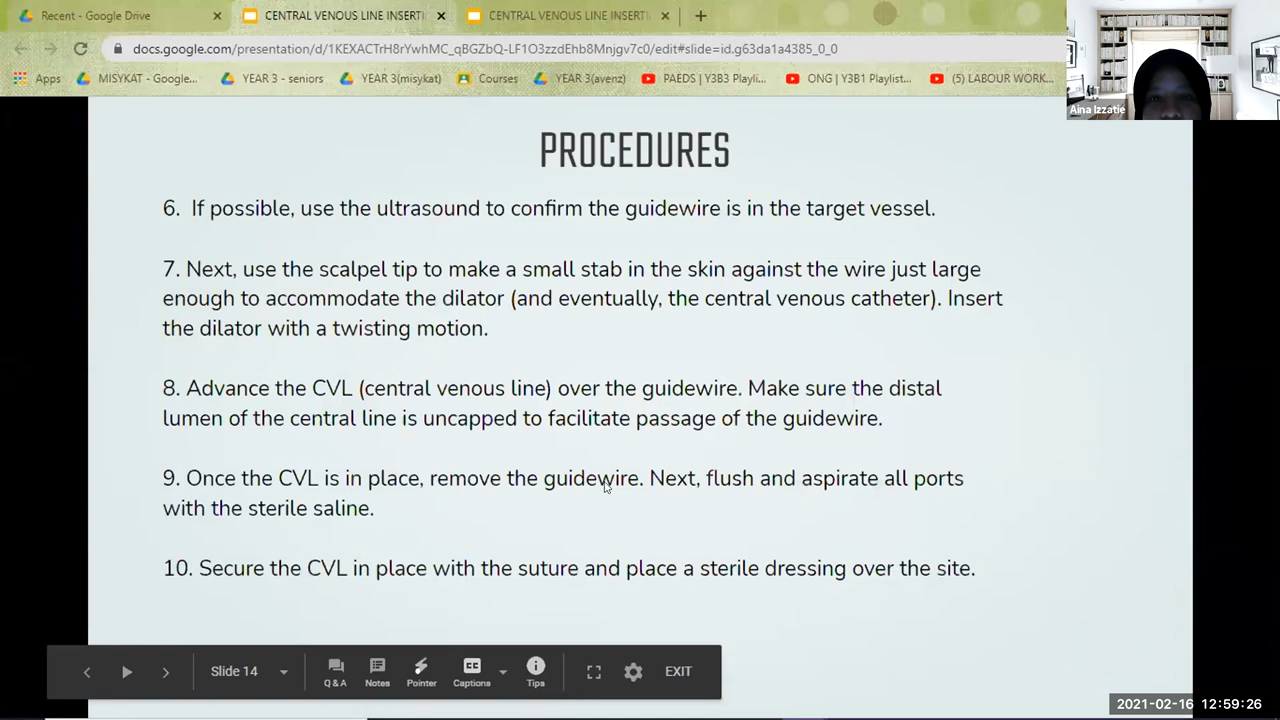 Recent - Google Drive
CENTRAL VENOUS LINE INSERTI
CENTRAL VENOUS LINE INSERTI
docs.google.com/presentation/d/1KEXACTrH8rYwhMC_qBGZbQ-LF1O3zzdEhb8Mnjgv7c0/edit#slide=id.g63da1a4385_0_0
Apps
MISYKAT - Google...
YEAR 3 - seniors
YEAR 3(misykat)
Courses
YEAR 3(avenz)
PAEDS | Y3B3 Playli...
ONG | Y3B1 Playlist...
(5) LABOUR WORK...
Aina Izzatie
PROCEDURES
6. If possible, use the ultrasound to confirm the guidewire is in the target vessel.
7. Next, use the scalpel tip to make a small stab in the skin against the wire just large
enough to accommodate the dilator (and eventually, the central venous catheter). Insert
the dilator with a twisting motion.
8. Advance the CVL (central venous line) over the guidewire. Make sure the distal
lumen of the central line is uncapped to facilitate passage of the guidewire.
9. Once the CVL is in place, remove the guidewire. Next, flush and aspirate all ports
with the sterile saline.
10. Secure the CVL in place with the suture and place a sterile dressing over the site.
Slide 14
Q & A
Notes
Pointer
CC
Captions
Tips
EXIT
2021-02-16 12:59:26